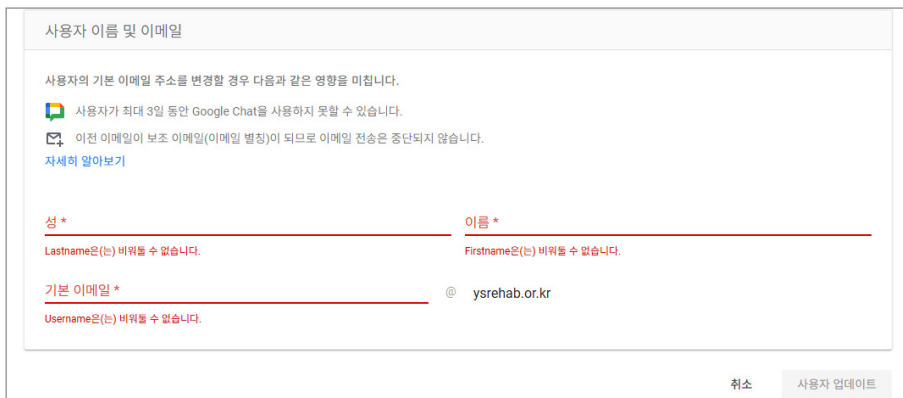 사용자 이름 및 이메일
사용자의 기본 이메일 주소를 변경할 경우 다음과 같은 영향을 미칩니다.
사용자가 최대 3일 동안 Google Chat을 사용하지 못할 수 있습니다.
이전 이메일이 보조 이메일(이메일 별칭)이 되므로 이메일 전송은 중단되지 않습니다.
자세히 알아보기
성 * 이름 *
Lastname은(는) 비워둘 수 없습니다. Firstname은(는) 비워둘 수 없습니다.
기본 이메일 * @ ysrehab.or.kr
Username은(는) 비워둘 수 없습니다.
취소 사용자 업데이트